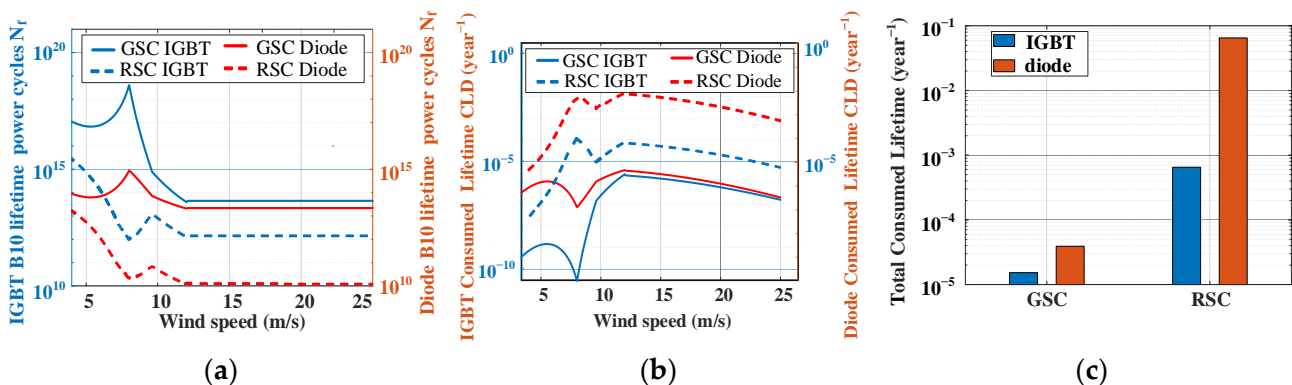 IGBT B10 lifetime power cycles N_f
10^20
10^15
10^10
GSC IGBT
GSC Diode
RSC IGBT
RSC Diode
5
10
15
20
25
Wind speed (m/s)
10^20
10^15
10^10
Diode B10 lifetime power cycles N_f
(a)
IGBT Consumed Lifetime CLD (year^−1)
10^0
10^−5
10^−10
GSC IGBT
GSC Diode
RSC IGBT
RSC Diode
5
10
15
20
25
Wind speed (m/s)
10^0
10^−5
10^−10
Diode Consumed Lifetime CLD (year^−1)
(b)
Total Consumed Lifetime (year^−1)
10^−1
10^−2
10^−3
10^−4
10^−5
IGBT
diode
GSC
RSC
(c)